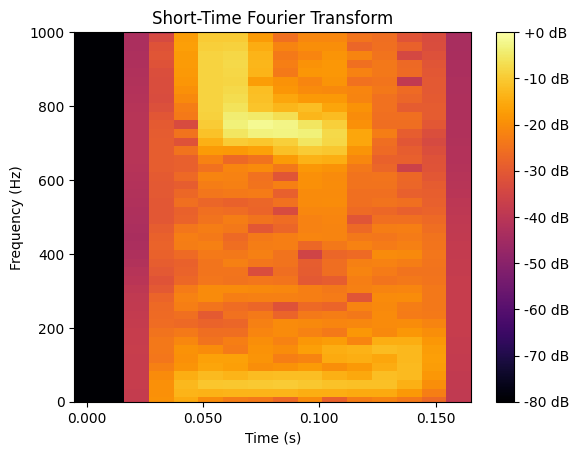 Short-Time Fourier Transform
1000
800
600
400
200
0
Frequency (Hz)
0.000
0.050
0.100
0.150
Time (s)
+0 dB
-10 dB
-20 dB
-30 dB
-40 dB
-50 dB
-60 dB
-70 dB
-80 dB